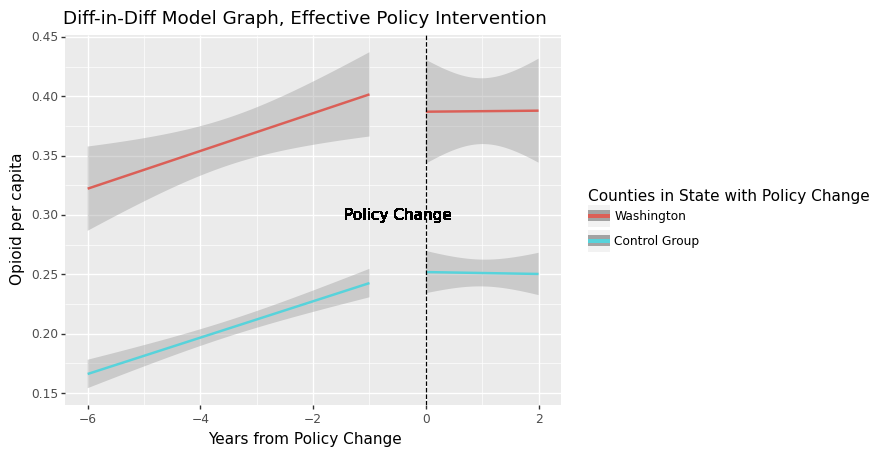 Diff-in-Diff Model Graph, Effective Policy Intervention
0.45
0.40
0.35
0.30
0.25
0.20
0.15
Opioid per capita
Policy Change
−6
−4
−2
0
2
Years from Policy Change
Counties in State with Policy Change
Washington
Control Group